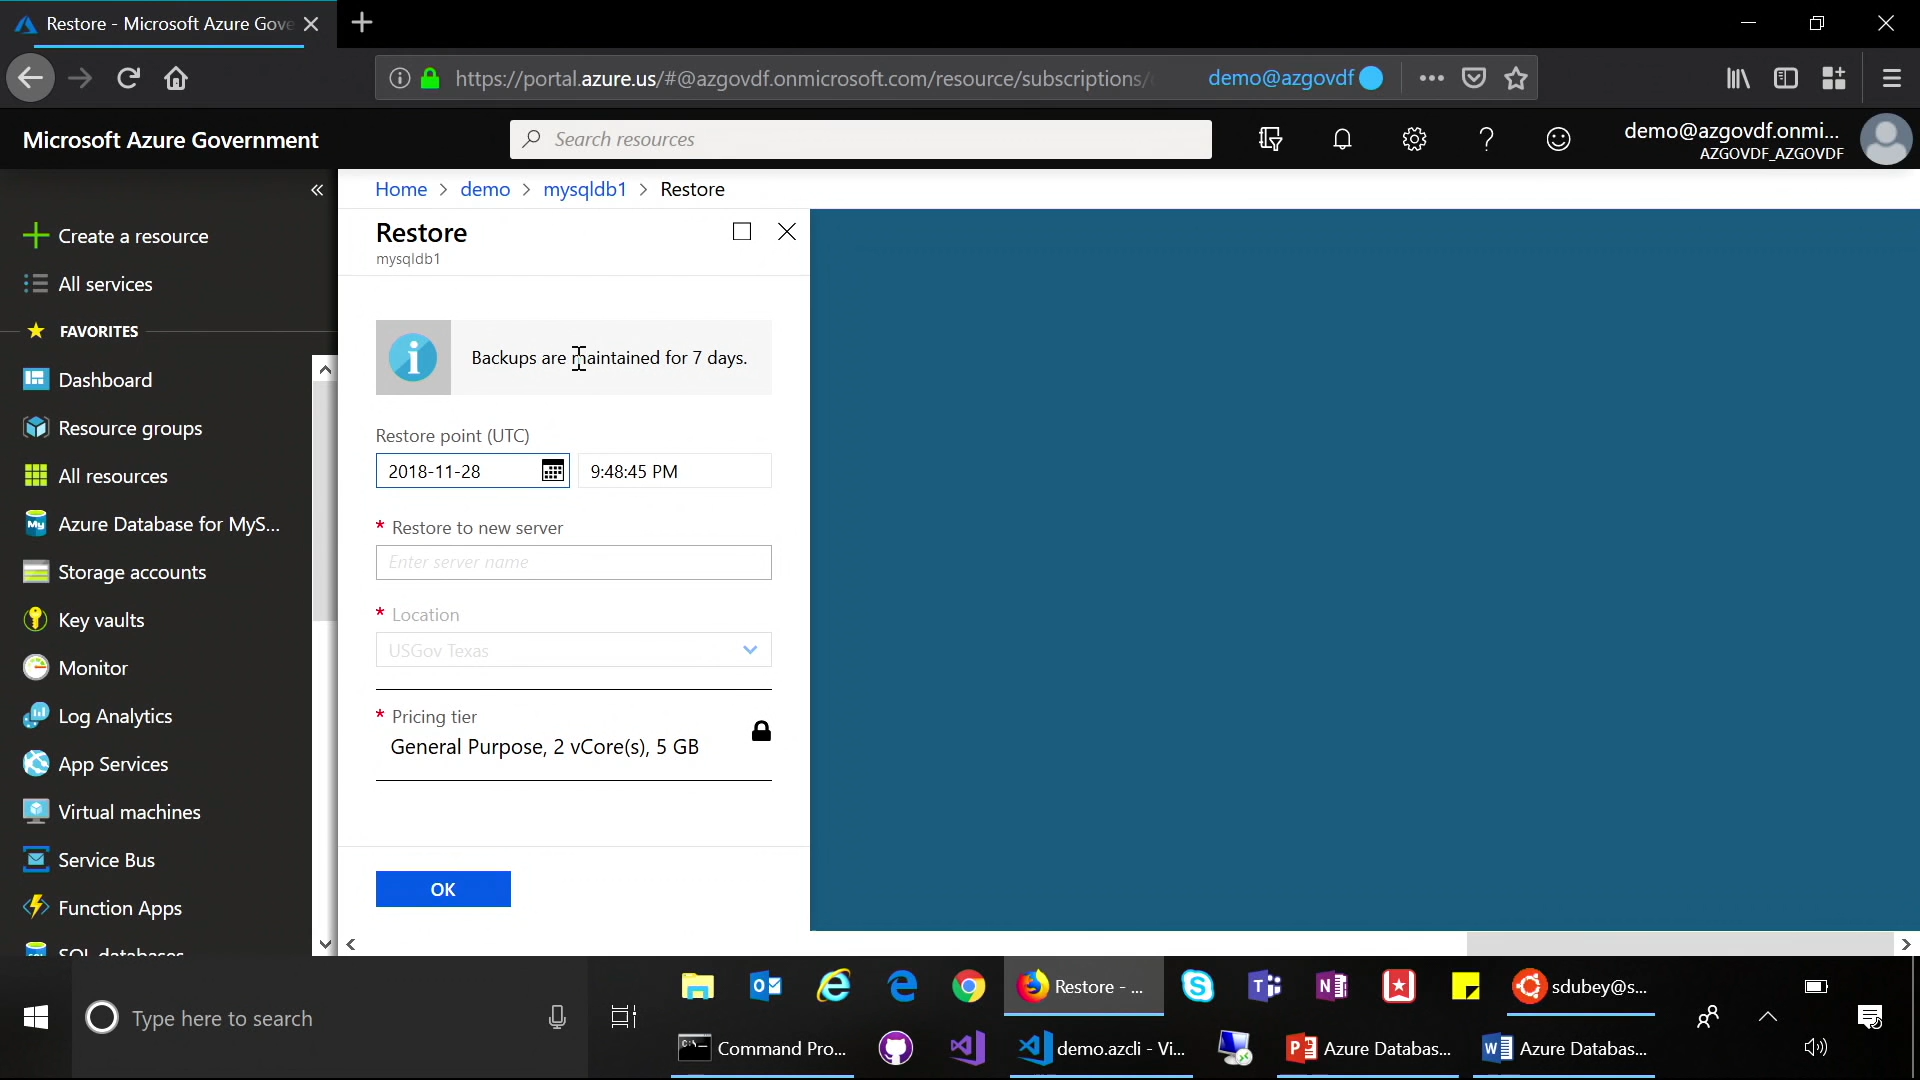 Restore - Microsoft Azure Gove
https://portal.azure.us/#@azgovdf.onmicrosoft.com/resource/subscriptions/
demo@azgovdf
Microsoft Azure Government
Search resources
demo@azgovdf.onmi...
AZGOVDF_AZGOVDF
Home > demo > mysqldb1 > Restore
Create a resource
All services
FAVORITES
Dashboard
Resource groups
All resources
My
Azure Database for MyS...
Storage accounts
Key vaults
Monitor
Log Analytics
App Services
Virtual machines
Service Bus
Function Apps
SQL databases
Restore
mysqldb1
Backups are maintained for 7 days.
Restore point (UTC)
2018-11-28
9:48:45 PM
* Restore to new server
Enter server name
* Location
USGov Texas
* Pricing tier
General Purpose, 2 vCore(s), 5 GB
OK
Type here to search
Restore - ...
sdubey@s...
Command Pro...
demo.azcli - Vi...
Azure Databas...
Azure Databas...